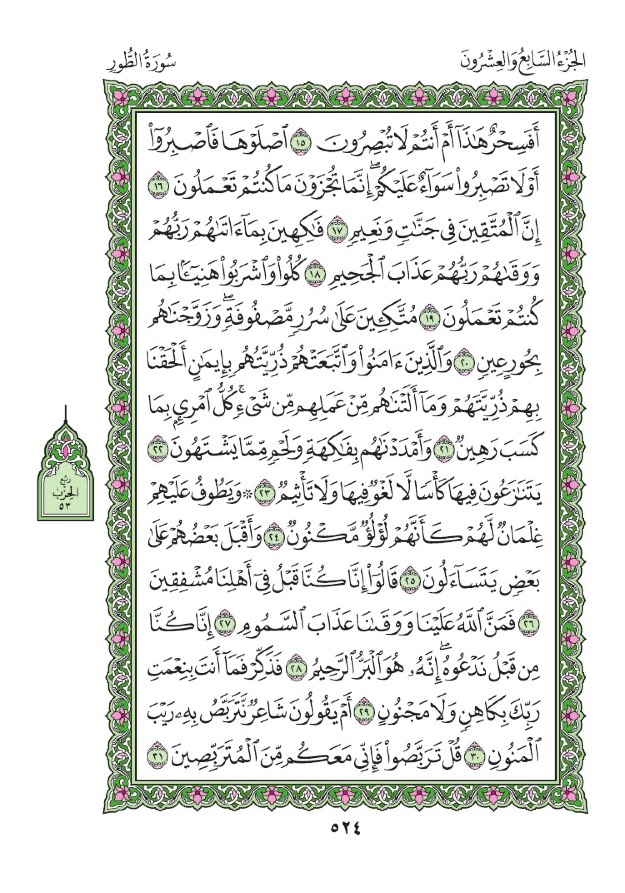 الجُزْءُ السَّابِعُ وَالعِشْرُونَ
سُورَةُ الطُّورِ
أَفَسِحْرٌ هَٰذَآ أَمْ أَنتُمْ لَا تُبْصِرُونَ ١٥ ٱصْلَوْهَا فَٱصْبِرُوٓا۟
أَوْ لَا تَصْبِرُوا۟ سَوَآءٌ عَلَيْكُمْ ۖ إِنَّمَا تُجْزَوْنَ مَا كُنتُمْ تَعْمَلُونَ ١٦
إِنَّ ٱلْمُتَّقِينَ فِى جَنَّٰتٍ وَنَعِيمٍ ١٧ فَٰكِهِينَ بِمَآ ءَاتَىٰهُمْ رَبُّهُمْ
وَوَقَىٰهُمْ رَبُّهُمْ عَذَابَ ٱلْجَحِيمِ ١٨ كُلُوا۟ وَٱشْرَبُوا۟ هَنِيٓـًٔۢا بِمَا
كُنتُمْ تَعْمَلُونَ ١٩ مُتَّكِـِٔينَ عَلَىٰ سُرُرٍ مَّصْفُوفَةٍ ۖ وَزَوَّجْنَٰهُم
بِحُورٍ عِينٍ ٢٠ وَٱلَّذِينَ ءَامَنُوا۟ وَٱتَّبَعَتْهُمْ ذُرِّيَّتُهُم بِإِيمَٰنٍ أَلْحَقْنَا
بِهِمْ ذُرِّيَّتَهُمْ وَمَآ أَلَتْنَٰهُم مِّنْ عَمَلِهِم مِّن شَىْءٍ ۚ كُلُّ ٱمْرِئٍۭ بِمَا
كَسَبَ رَهِينٌ ٢١ وَأَمْدَدْنَٰهُم بِفَٰكِهَةٍ وَلَحْمٍ مِّمَّا يَشْتَهُونَ ٢٢
يَتَنَٰزَعُونَ فِيهَا كَأْسًا لَّا لَغْوٌ فِيهَا وَلَا تَأْثِيمٌ ٢٣ ۞ وَيَطُوفُ عَلَيْهِمْ
غِلْمَانٌ لَّهُمْ كَأَنَّهُمْ لُؤْلُؤٌ مَّكْنُونٌ ٢٤ وَأَقْبَلَ بَعْضُهُمْ عَلَىٰ
بَعْضٍ يَتَسَآءَلُونَ ٢٥ قَالُوٓا۟ إِنَّا كُنَّا قَبْلُ فِىٓ أَهْلِنَا مُشْفِقِينَ
٢٦ فَمَنَّ ٱللَّهُ عَلَيْنَا وَوَقَىٰنَا عَذَابَ ٱلسَّمُومِ ٢٧ إِنَّا كُنَّا
مِن قَبْلُ نَدْعُوهُ ۖ إِنَّهُۥ هُوَ ٱلْبَرُّ ٱلرَّحِيمُ ٢٨ فَذَكِّرْ فَمَآ أَنتَ بِنِعْمَتِ
رَبِّكَ بِكَاهِنٍ وَلَا مَجْنُونٍ ٢٩ أَمْ يَقُولُونَ شَاعِرٌ نَّتَرَبَّصُ بِهِۦ رَيْبَ
ٱلْمَنُونِ ٣٠ قُلْ تَرَبَّصُوا۟ فَإِنِّى مَعَكُم مِّنَ ٱلْمُتَرَبِّصِينَ ٣١
رُبْعُ
الحِزْب
٥٣
٥٢٤